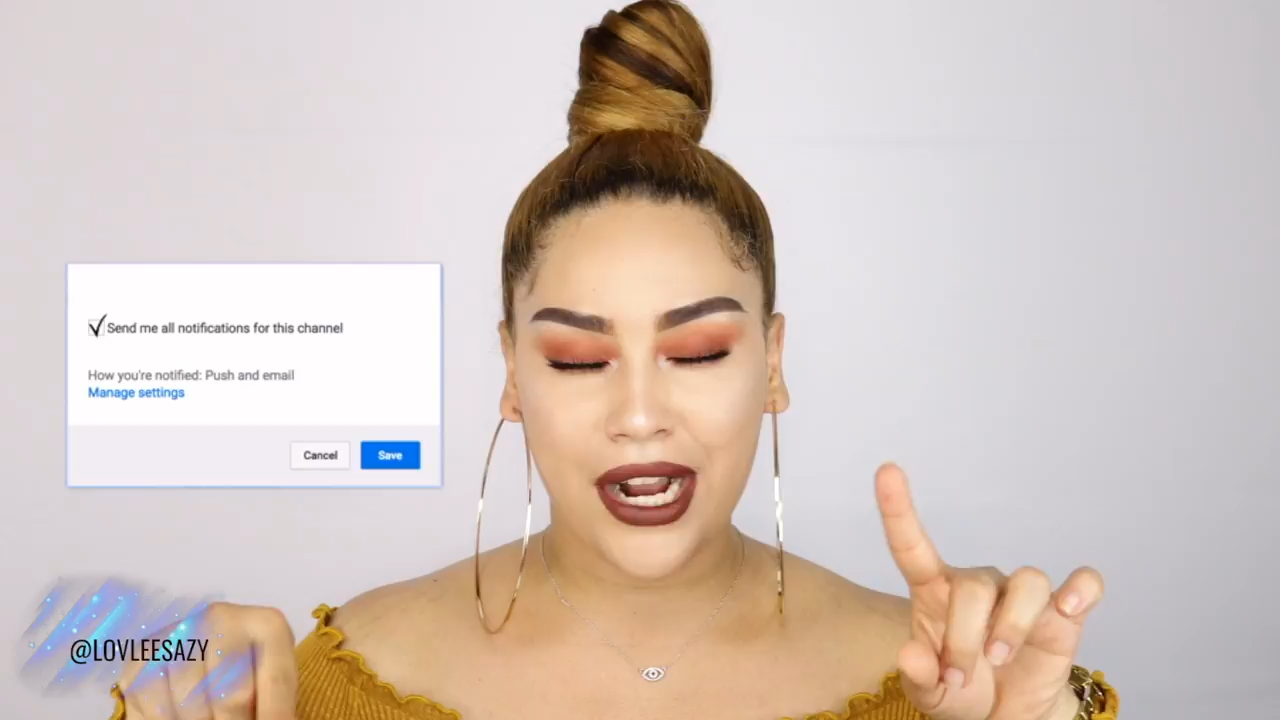 Send me all notifications for this channel
How you're notified: Push and email
Manage settings
Cancel Save
@LOVLEESAZY